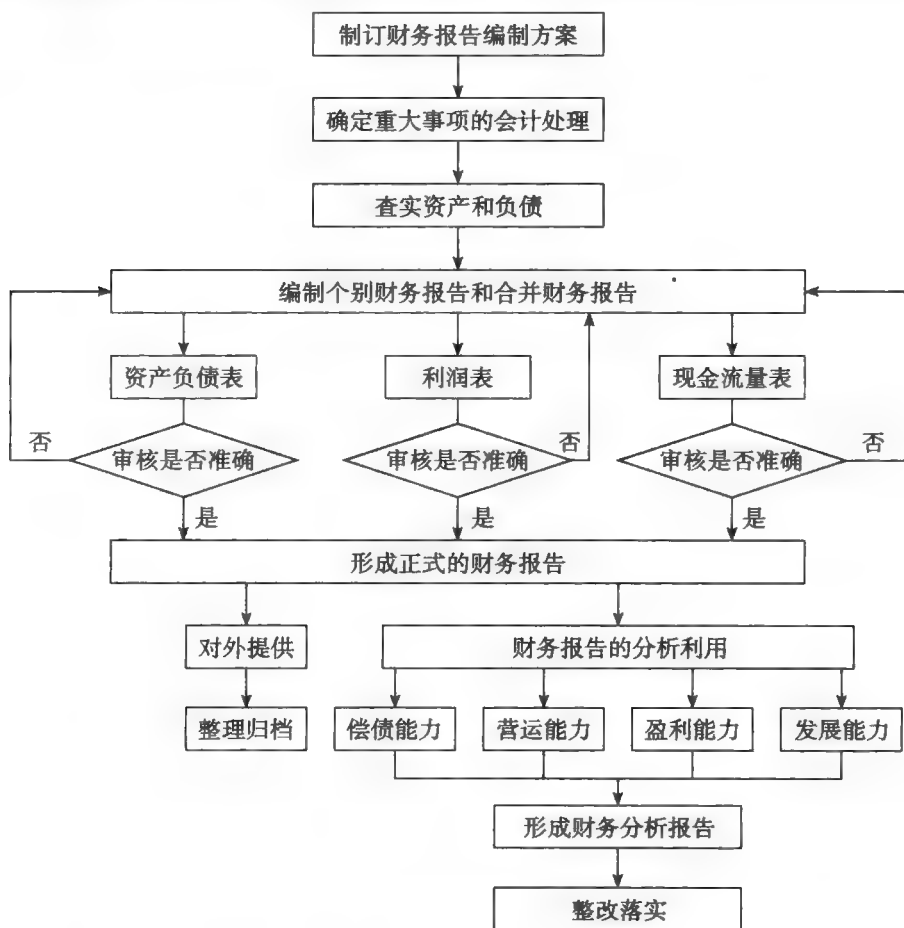 制订财务报告编制方案
确定重大事项的会计处理
查实资产和负债
编制个别财务报告和合并财务报告
资产负债表
利润表
现金流量表
否
审核是否准确
审核是否准确
否
审核是否准确
否
是
是
是
形成正式的财务报告
对外提供
财务报告的分析利用
整理归档
偿债能力
营运能力
盈利能力
发展能力
形成财务分析报告
整改落实